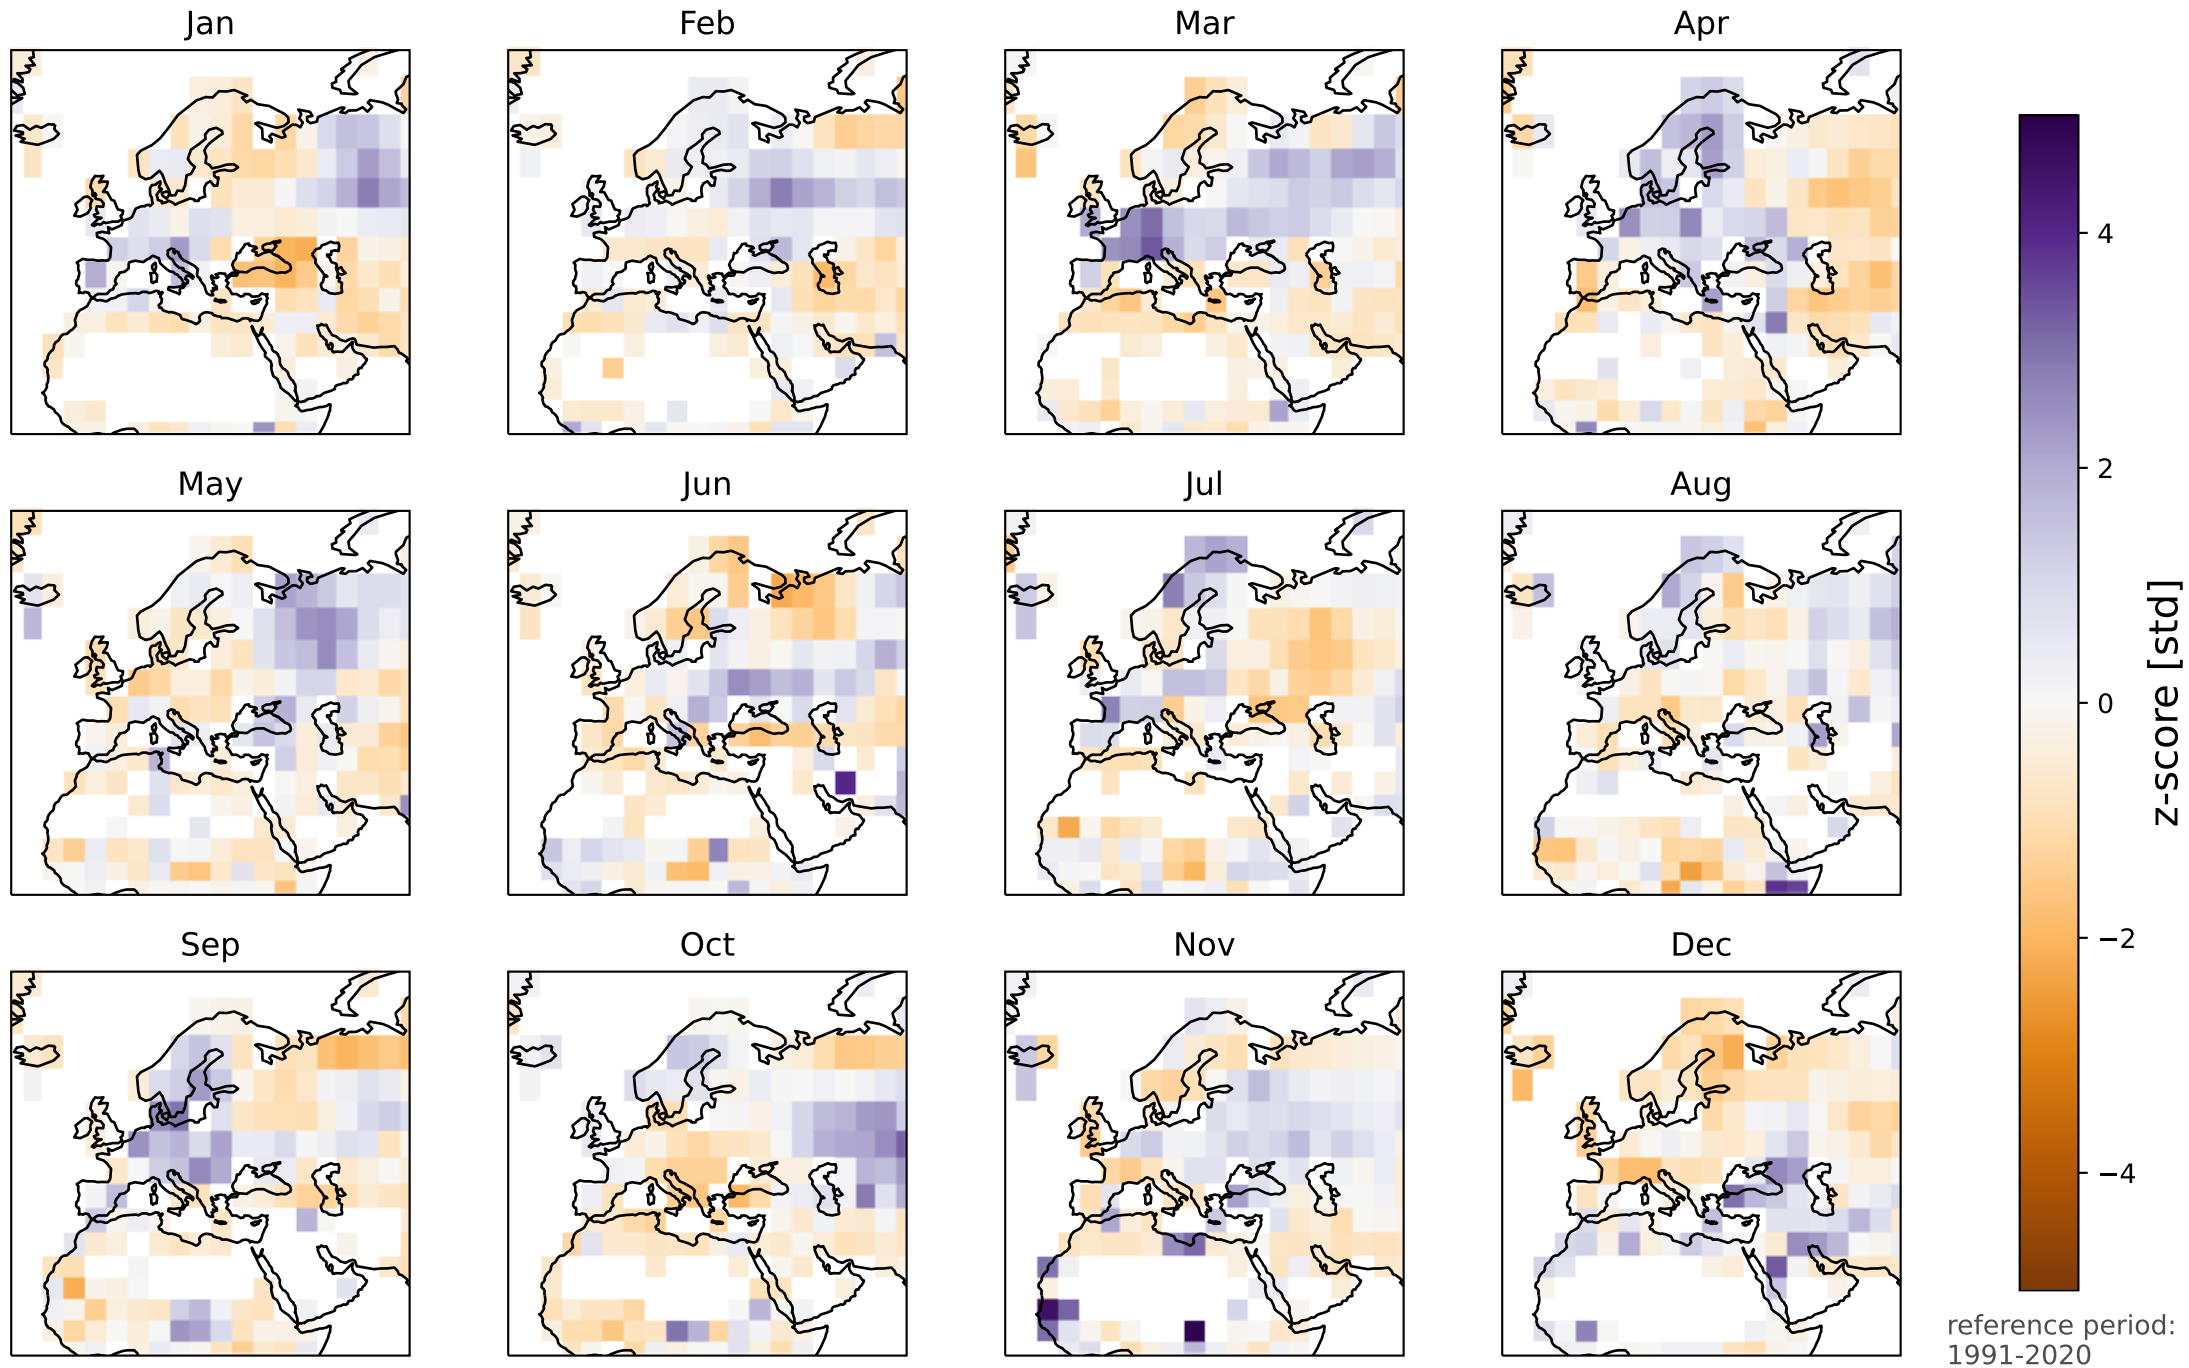 Jan
Feb
Mar
Apr
May
Jun
Jul
Aug
Sep
Oct
Nov
Dec
4
2
0
−2
−4
z-score [std]
reference period:
1991-2020